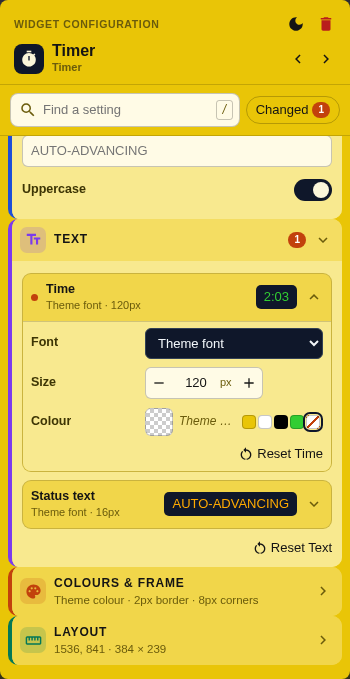 WIDGET CONFIGURATION
Timer
Timer
Find a setting
/
Changed 1
AUTO-ADVANCING
Uppercase
TEXT
1
Time
Theme font · 120px
2:03
Font
Theme font
Size
− 120 px +
Colour
Theme ...
Reset Time
Status text
Theme font · 16px
AUTO-ADVANCING
Reset Text
COLOURS & FRAME
Theme colour · 2px border · 8px corners
LAYOUT
1536, 841 · 384 × 239